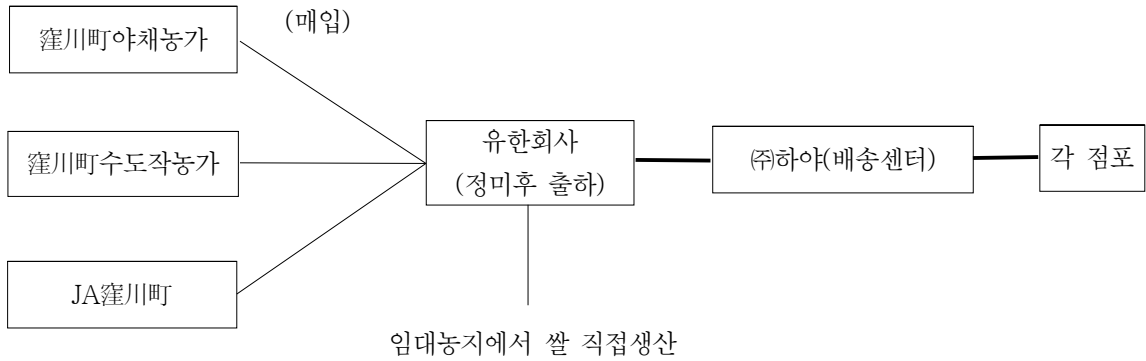 窪川町야채농가
(매입)
窪川町수도작농가
유한회사
(정미후 출하)
㈜하야(배송센터)
각 점포
JA窪川町
임대농지에서 쌀 직접생산